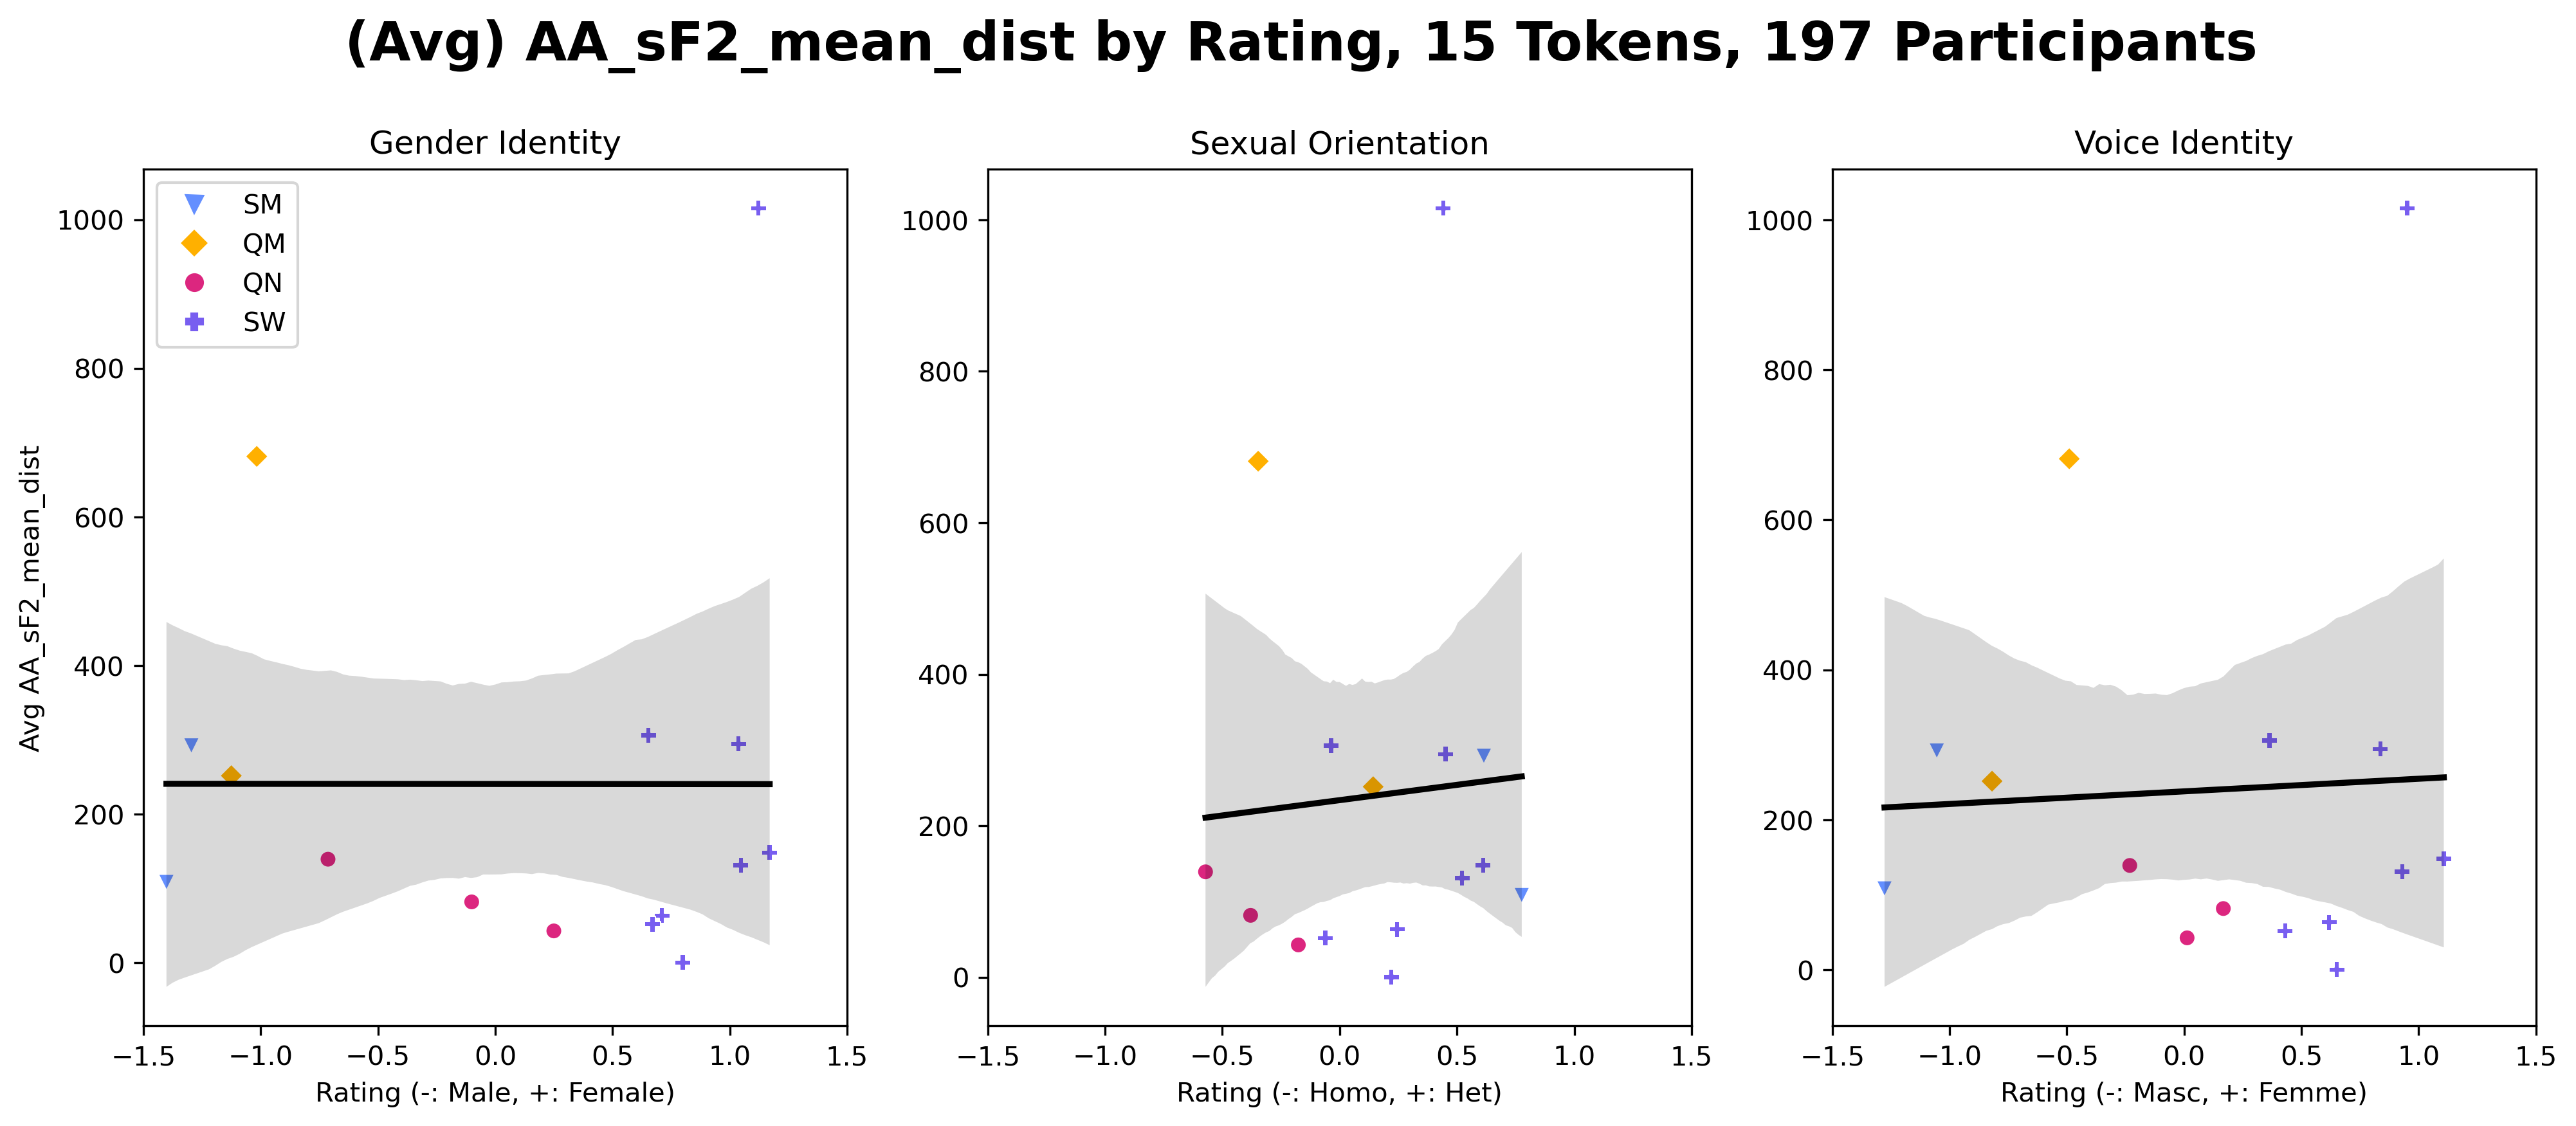 (Avg) AA_sF2_mean_dist by Rating, 15 Tokens, 197 Participants
Gender Identity
Sexual Orientation
Voice Identity
SM
QM
QN
SW
Avg AA_sF2_mean_dist
1000
800
600
400
200
0
−1.5 −1.0 −0.5 0.0 0.5 1.0 1.5
Rating (-: Male, +: Female)
1000
800
600
400
200
0
−1.5 −1.0 −0.5 0.0 0.5 1.0 1.5
Rating (-: Homo, +: Het)
1000
800
600
400
200
0
−1.5 −1.0 −0.5 0.0 0.5 1.0 1.5
Rating (-: Masc, +: Femme)